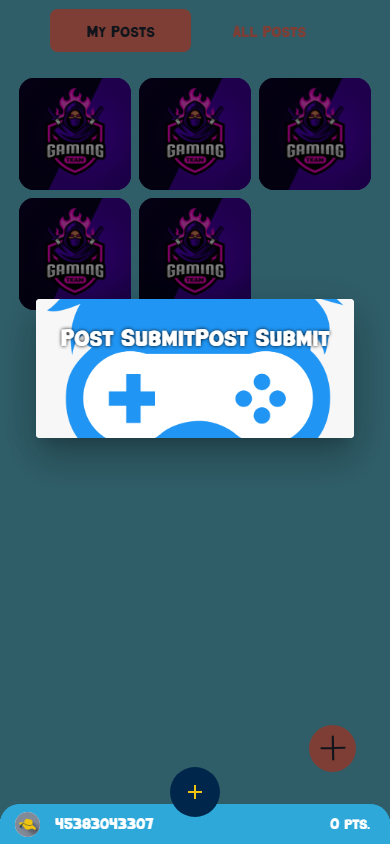 My Posts
All Posts
GAMING
TEAM
GAMING
TEAM
GAMING
TEAM
GAMING
TEAM
GAMING
TEAM
Post SubmitPost Submit
45383043307
0 pts.